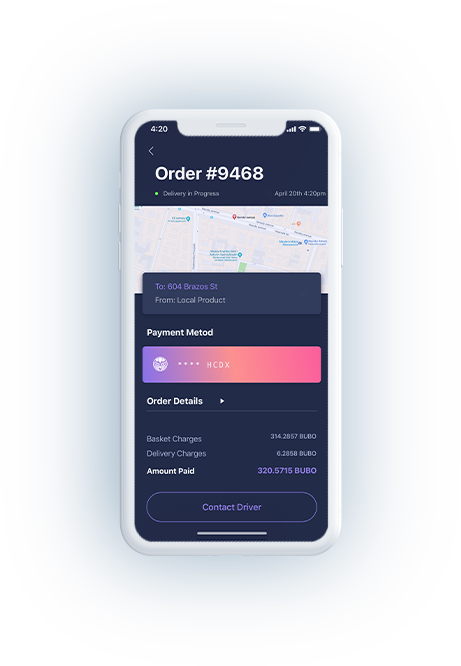 4:20
Order #9468
Delivery in Progress
April 20th 4:20pm
To: 604 Brazos St
From: Local Product
Payment Metod
**** HCDX
Order Details
Basket Charges
314.2857 BUBO
Delivery Charges
6.2858 BUBO
Amount Paid
320.5715 BUBO
Contact Driver